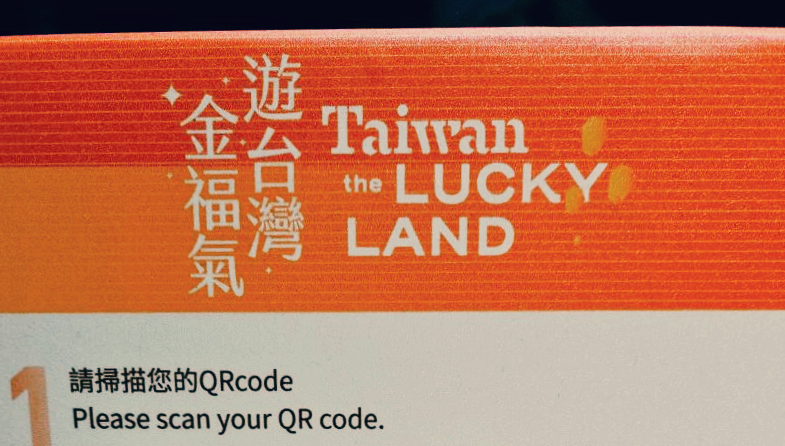 遊台灣
金福氣
Taiwan
the LUCKY
LAND
1
請掃描您的QRcode
Please scan your QR code.